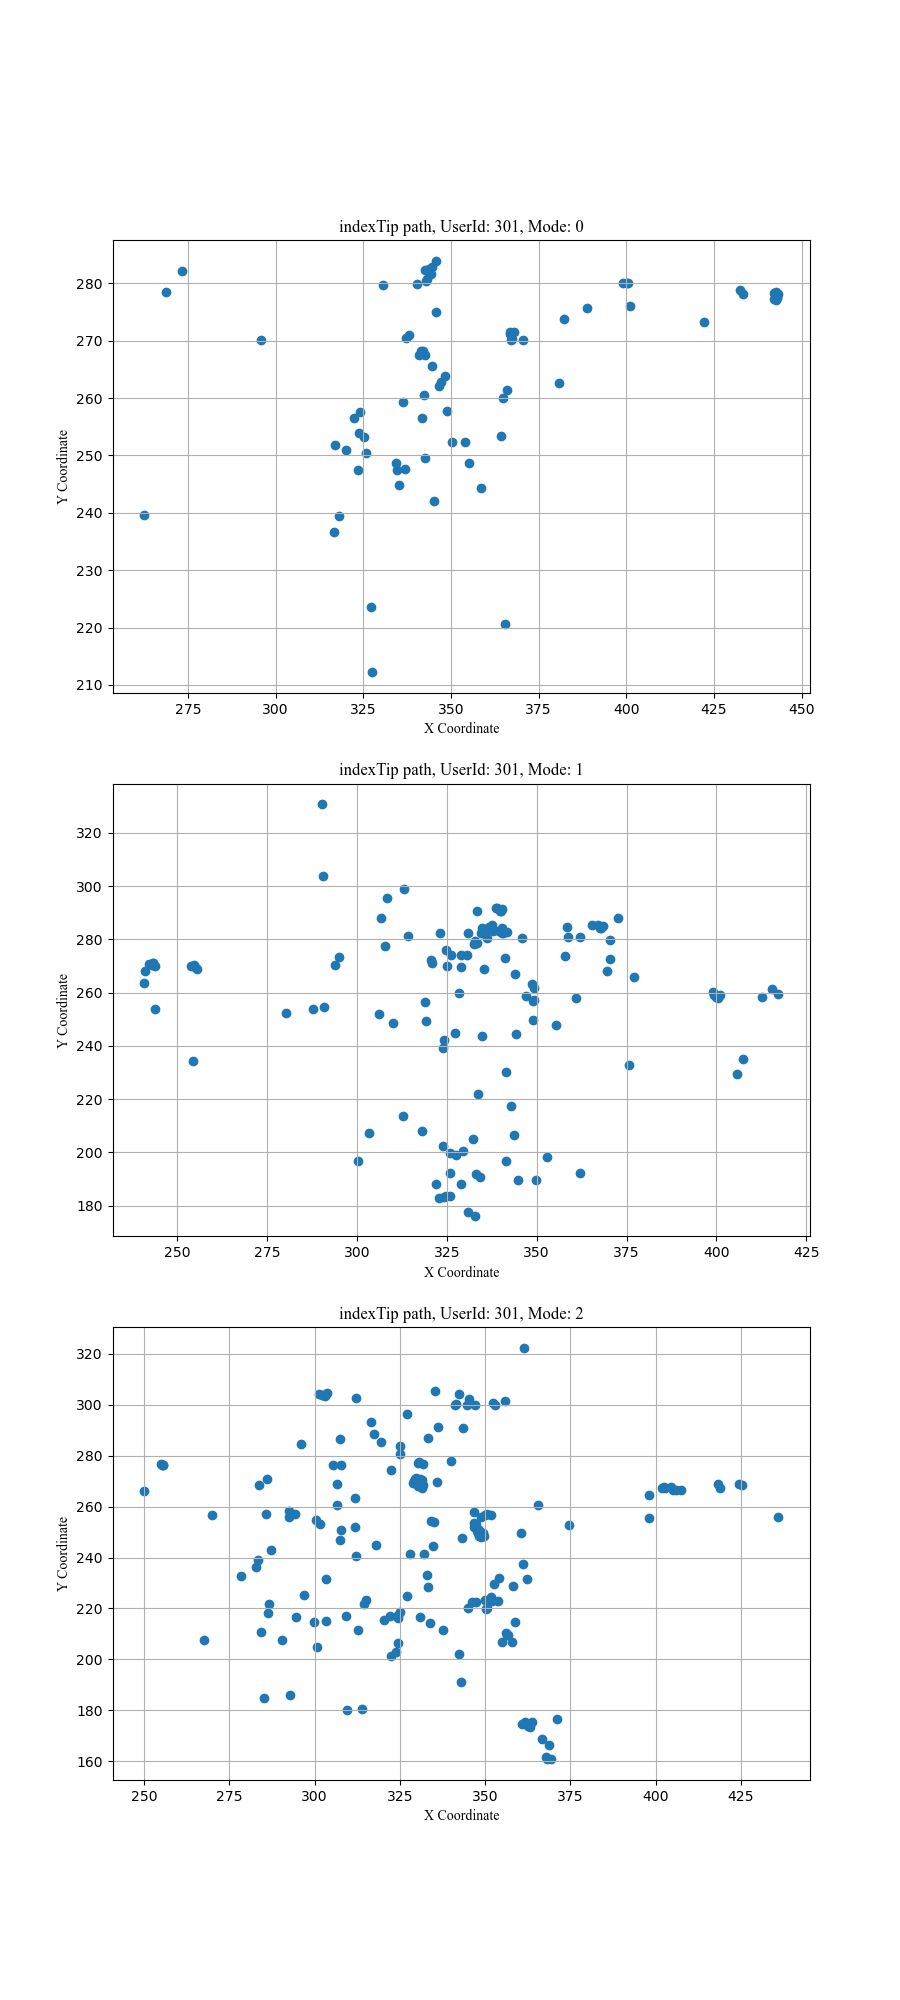 indexTip path, UserId: 301, Mode: 0
280
270
260
250
240
230
220
210
Y Coordinate
275 300 325 350 375 400 425 450
X Coordinate
indexTip path, UserId: 301, Mode: 1
320
300
280
260
240
220
200
180
Y Coordinate
250 275 300 325 350 375 400 425
X Coordinate
indexTip path, UserId: 301, Mode: 2
320
300
280
260
240
220
200
180
160
Y Coordinate
250 275 300 325 350 375 400 425
X Coordinate